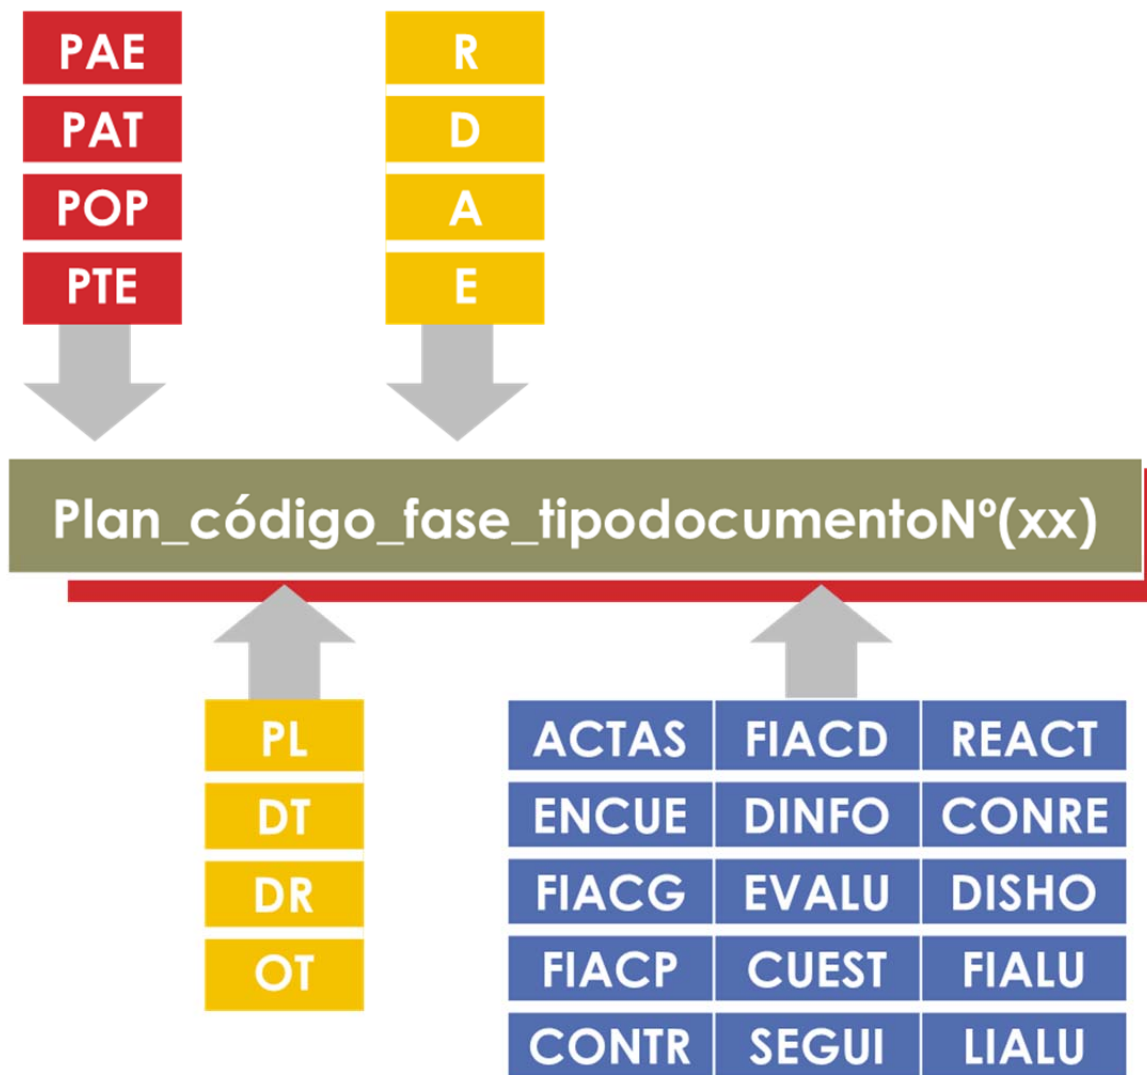 PAE
PAT
POP
PTE
R
D
A
E
Plan_código_fase_tipodocumentoNº(xx)
PL
DT
DR
OT
ACTAS FIACD REACT
ENCUE DINFO CONRE
FIACG EVALU DISHO
FIACP CUEST FIALU
CONTR SEGUI LIALU